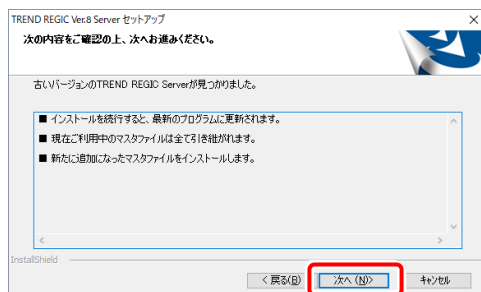 TREND REGIC Ver.8 Server セットアップ
次の内容をご確認の上、次へお進みください。
古いバージョンのTREND REGIC Serverが見つかりました。
■ インストールを続行すると、最新のプログラムに更新されます。
■ 現在ご利用中のマスタファイルは全て引き継がれます。
■ 新たに追加になったマスタファイルをインストールします。
InstallShield
< 戻る(B)
次へ (N)>
キャンセル